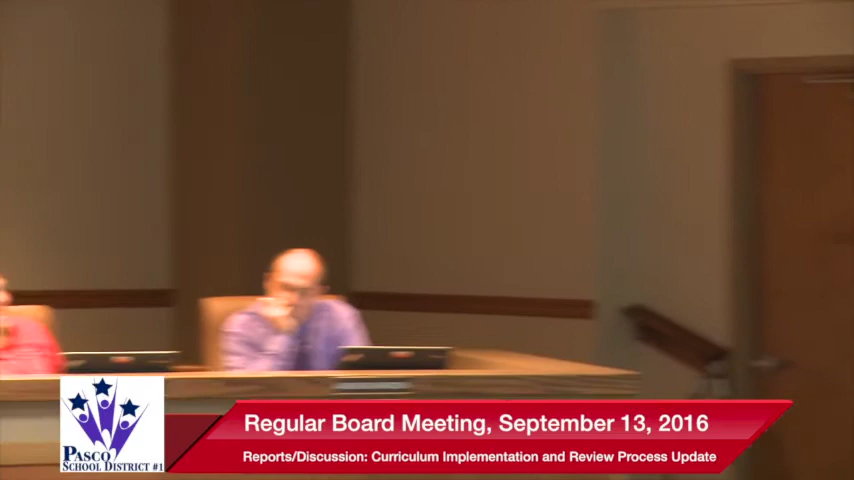 Regular Board Meeting, September 13, 2016
Reports/Discussion: Curriculum Implementation and Review Process Update
PASCO
SCHOOL DISTRICT #1